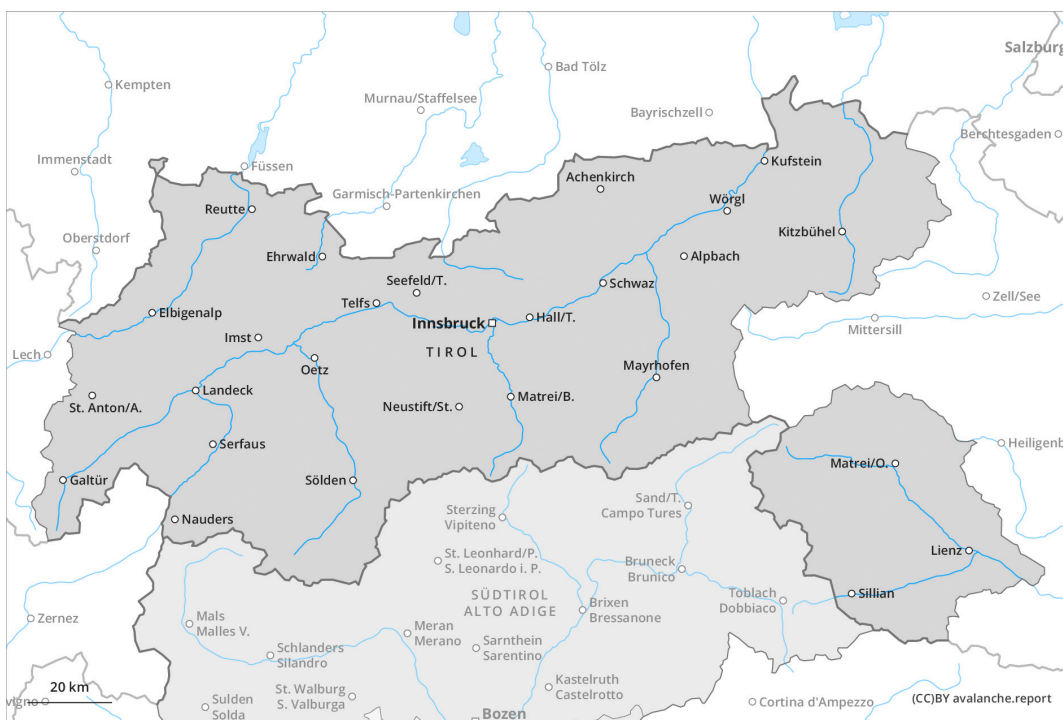 Salzburg
Kempten
Bad Tölz
Murnau/Staffelsee
Bayrischzell
Berchtesgaden
Immenstadt
Füssen
Kufstein
Achenkirch
Garmisch-Partenkirchen
Reutte
Wörgl
Kitzbühel
Oberstdorf
Ehrwald
Alpbach
Seefeld/T.
Schwaz
Zell/See
Telfs
Elbigenalp
Innsbruck
Hall/T.
Mittersill
Imst
TIROL
Lech
Oetz
Mayrhofen
Landeck
St. Anton/A.
Neustift/St.
Matrei/B.
Serfaus
Heiligenb
Matrei/O.
Galtür
Sölden
Sand/T.
Campo Tures
Sterzing
Vipiteno
Nauders
Lienz
St. Leonhard/P.
S. Leonardo i. P.
Bruneck
Brunico
SÜDTIROL
ALTO ADIGE
Sillian
Toblach
Dobbiaco
Brixen
Bressanone
Zernez
Mals
Malles V.
Meran
Merano
Sarnthein
Sarentino
Schlanders
Silandro
20 km
St. Walburg
S. Valburga
Kastelruth
Castelrotto
vigno
Sulden
Solda
Cortina d'Ampezzo
(CC)BY avalanche.report
Bozen